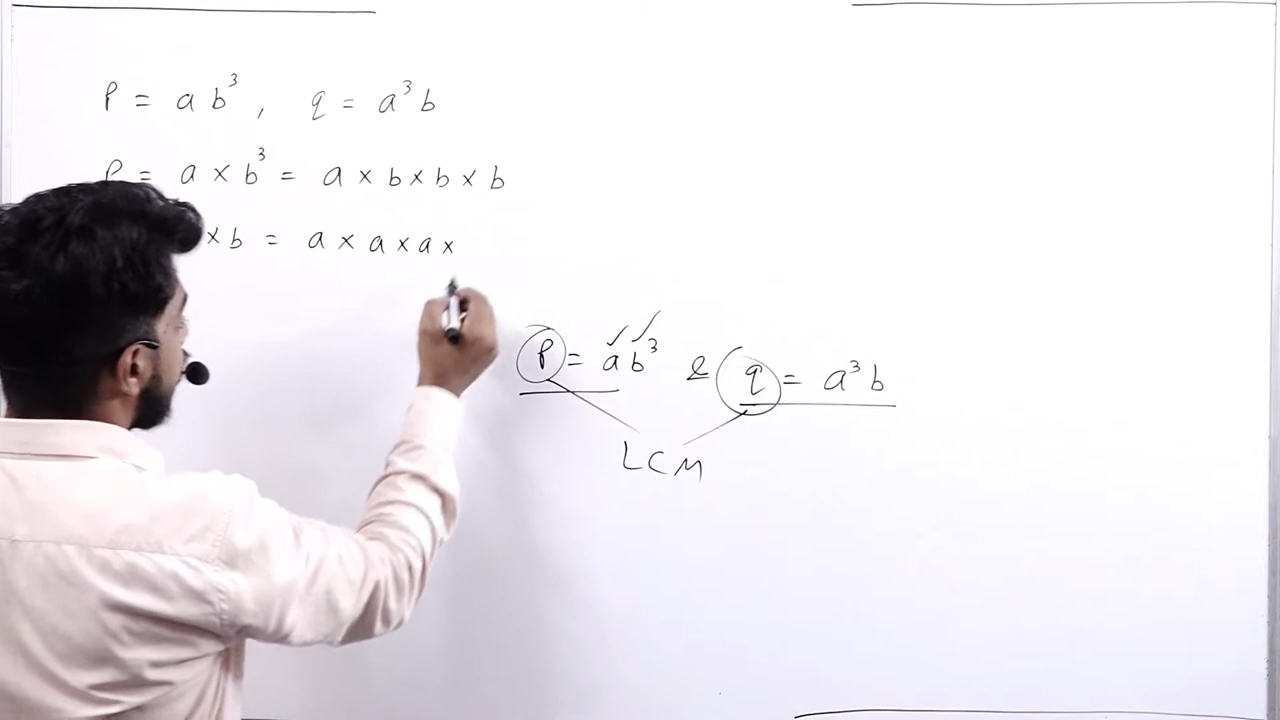 P = ab³, q = a³b
P = a × b³ = a × b × b × b
× b = a × a × a ×
P = ab³ & q = a³b
LCM